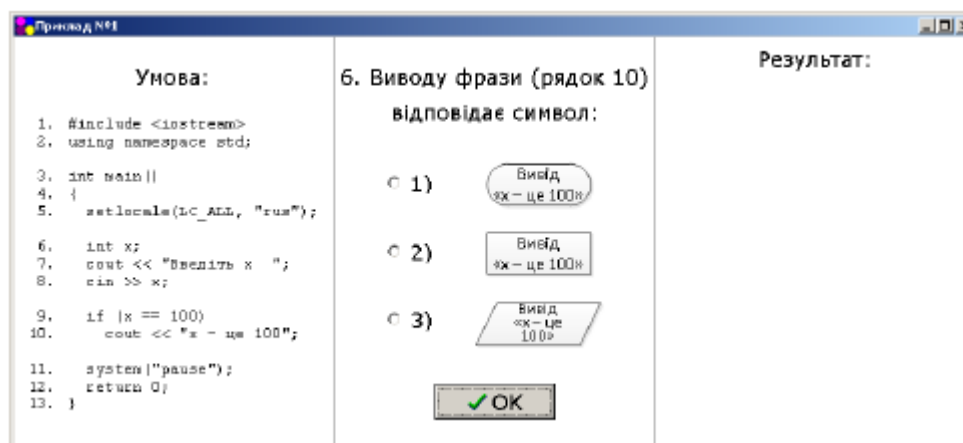 Приклад №1
Умова:
1. #include <iostream>
2. using namespace std;
3. int main()
4. {
5. setlocale(LC_ALL, "rus");
6. int x;
7. cout << "Введіть x ";
8. cin >> x;
9. if (x == 100)
10. cout << "x - це 100";
11. system("pause");
12. return 0;
13. }
6. Виводу фрази (рядок 10)
відповідає символ:
1) Вивід
«x – це 100»
2) Вивід
«x – це 100»
3) Вивід
«x – це
100»
OK
Результат: